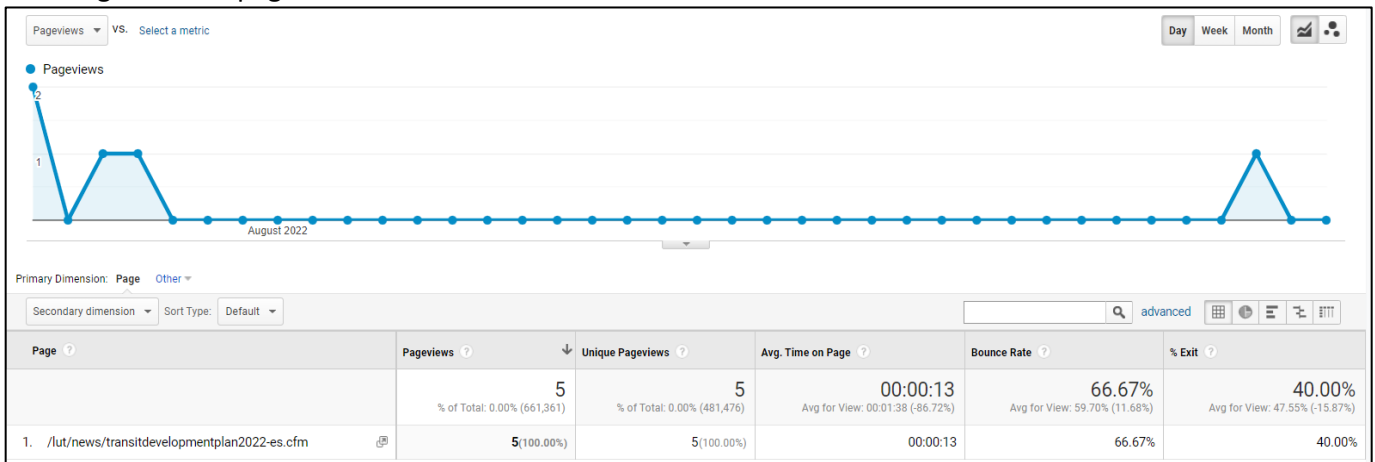 Pageviews VS. Select a metric
Day Week Month
Pageviews
2
1
August 2022
Primary Dimension: Page Other
Secondary dimension Sort Type: Default
advanced
Page ? Pageviews ? Unique Pageviews ? Avg. Time on Page ? Bounce Rate ? % Exit ?
5 5 00:00:13 66.67% 40.00%
% of Total: 0.00% (661,361) % of Total: 0.00% (481,476) Avg for View: 00:01:38 (-86.72%) Avg for View: 59.70% (11.68%) Avg for View: 47.55% (-15.87%)
1. /lut/news/transitdevelopmentplan2022-es.cfm 5(100.00%) 5(100.00%) 00:00:13 66.67% 40.00%